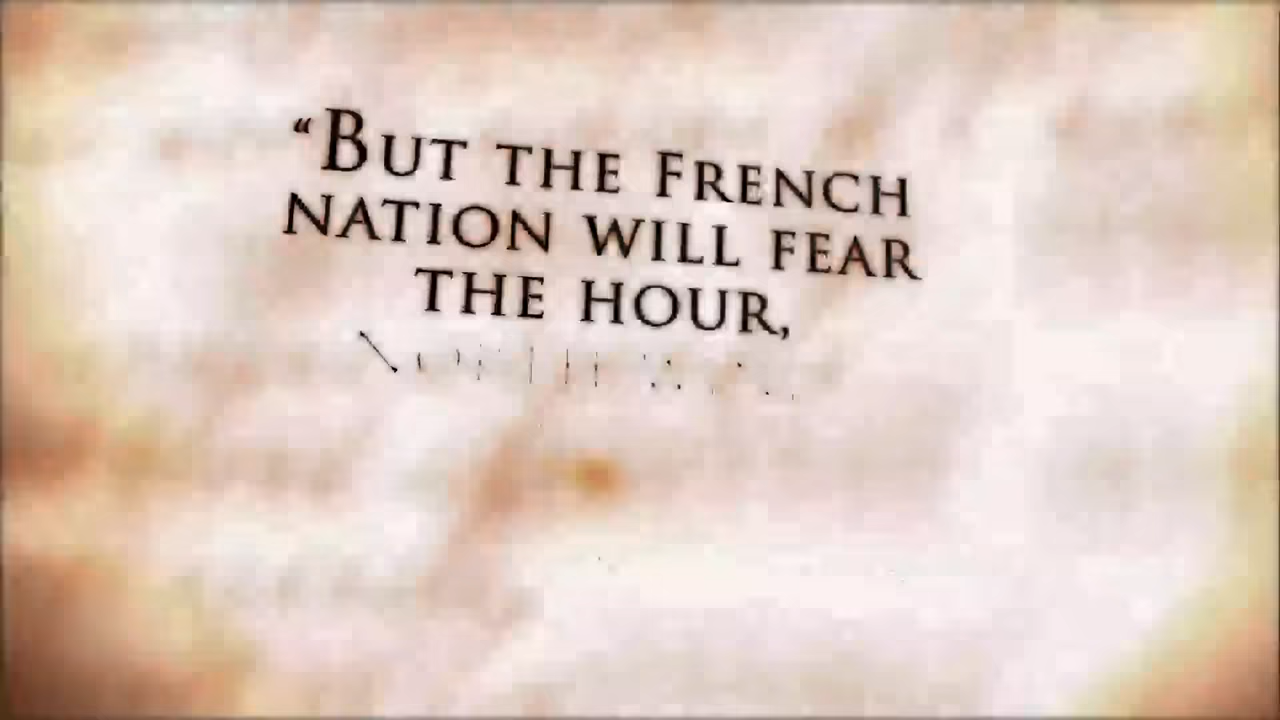 “But the French
nation will fear
the hour,